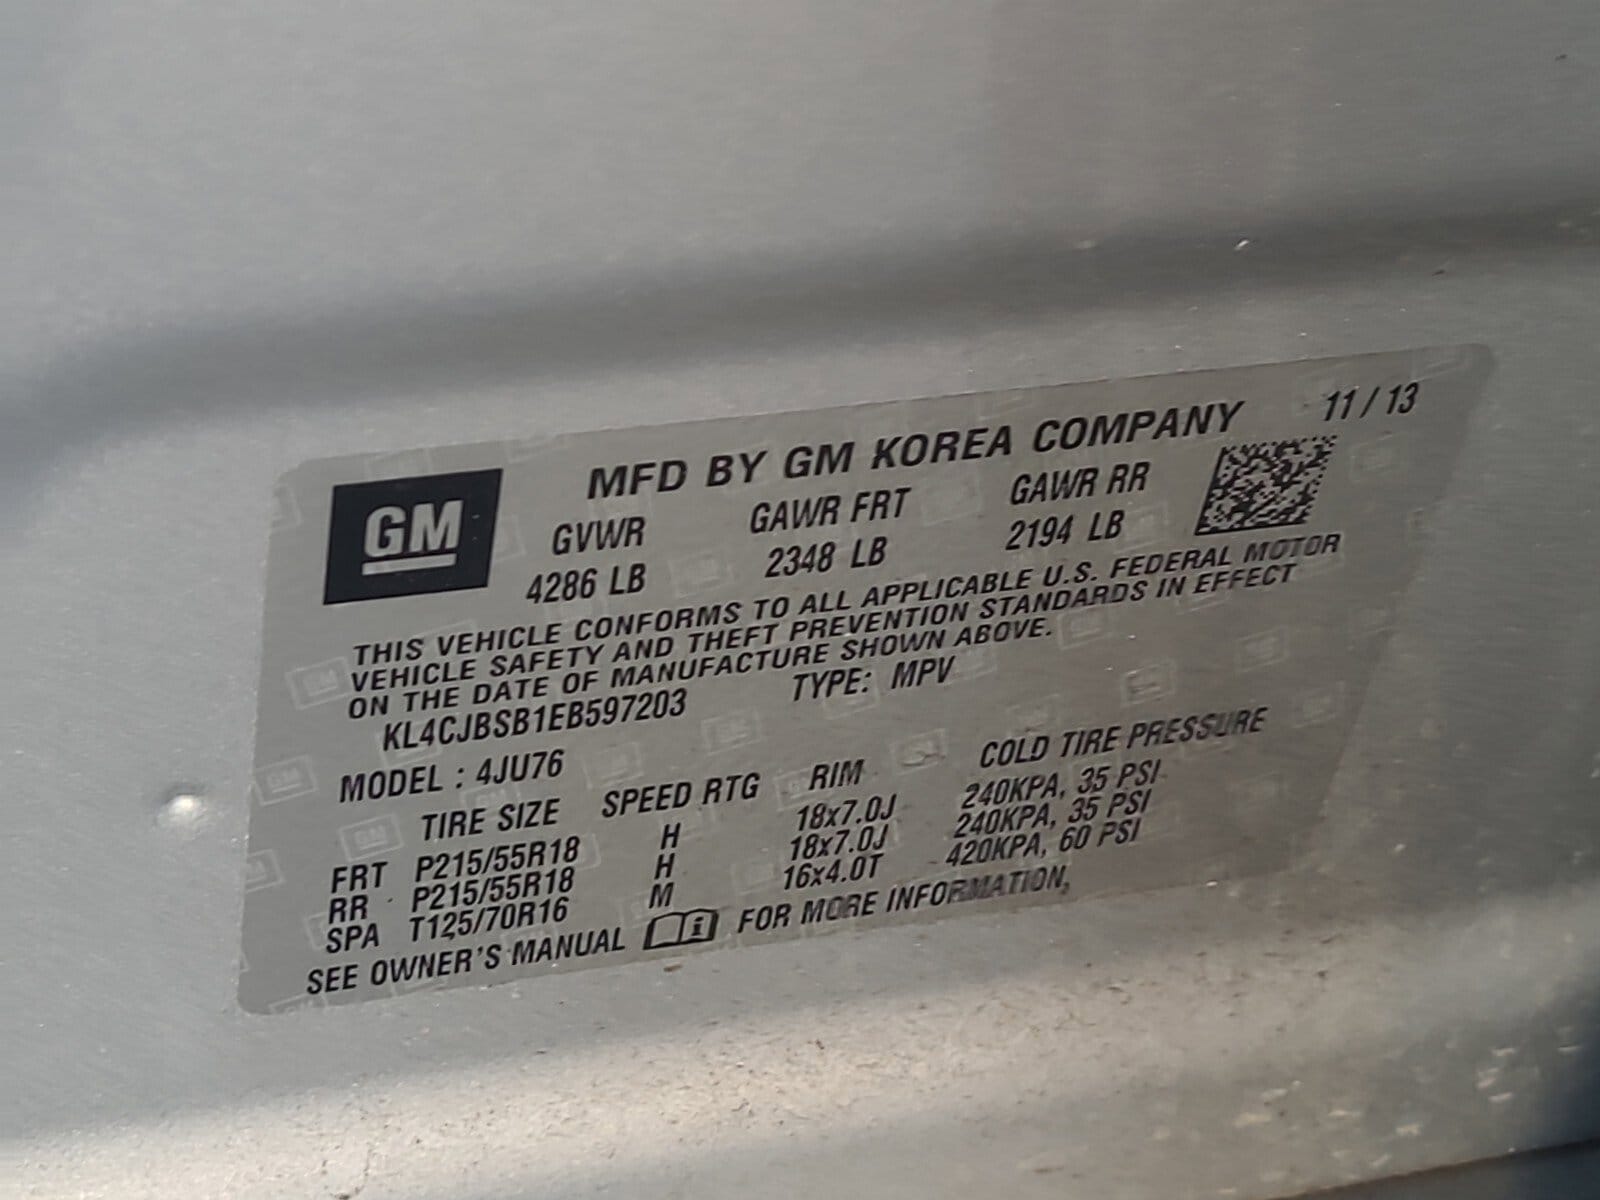 MFD BY GM KOREA COMPANY 11 / 13
GM
GVWR GAWR FRT GAWR RR
4286 LB 2348 LB 2194 LB
THIS VEHICLE CONFORMS TO ALL APPLICABLE U.S. FEDERAL MOTOR
VEHICLE SAFETY AND THEFT PREVENTION STANDARDS IN EFFECT
ON THE DATE OF MANUFACTURE SHOWN ABOVE.
KL4CJBSB1EB597203 TYPE: MPV
MODEL : 4JU76
TIRE SIZE SPEED RTG RIM COLD TIRE PRESSURE
FRT P215/55R18 H 18x7.0J 240KPA, 35 PSI
RR P215/55R18 H 18x7.0J 240KPA, 35 PSI
SPA T125/70R16 M 16x4.0T 420KPA, 60 PSI
SEE OWNER'S MANUAL i FOR MORE INFORMATION,